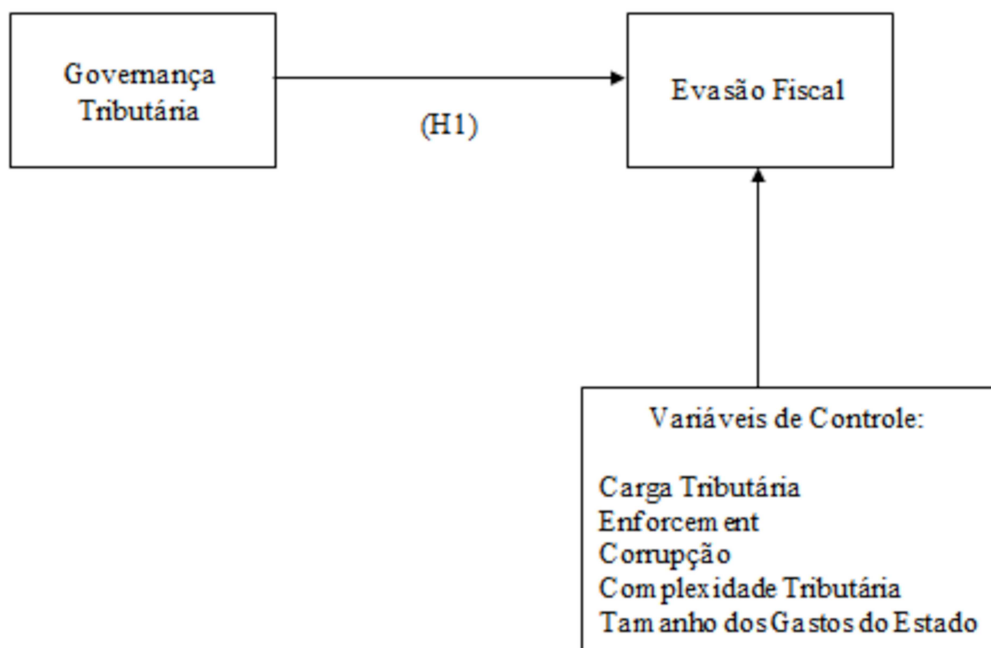 Governança
Tributária
(H1)
Evasão Fiscal
Variáveis de Controle:
Carga Tributária
Enforcement
Corrupção
Complexidade Tributária
Tamanho dos Gastos do Estado